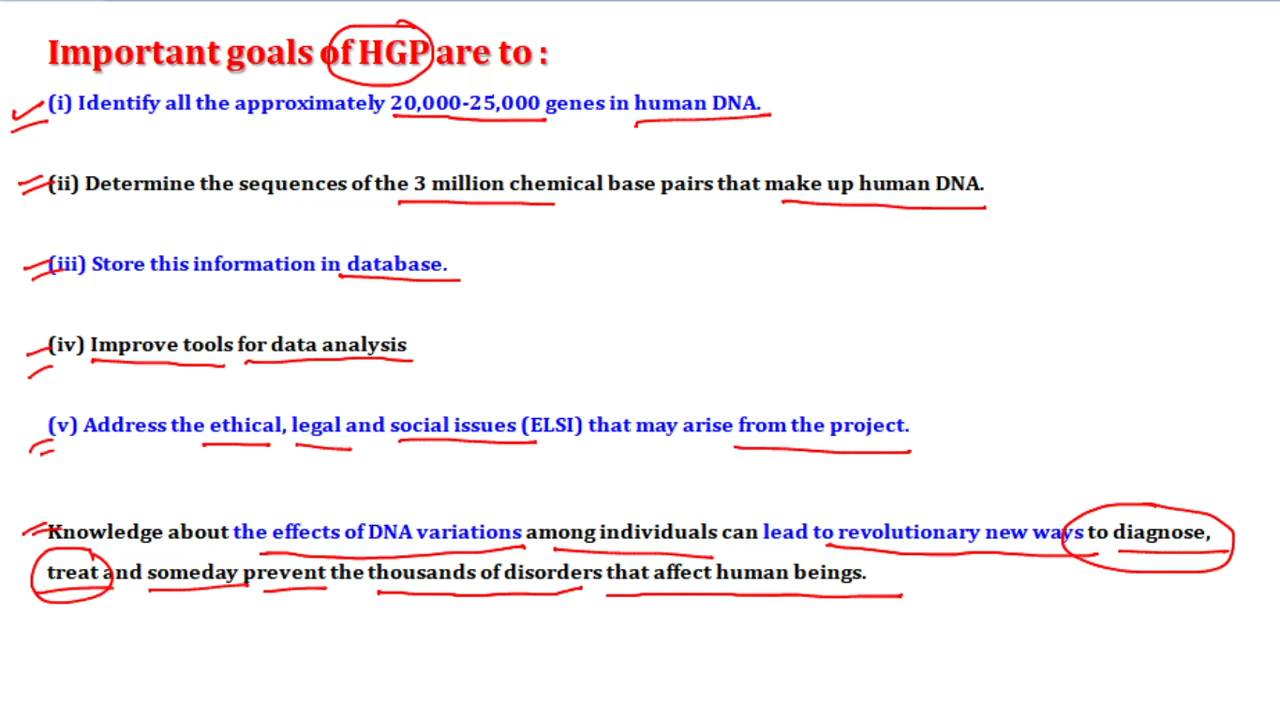 Important goals of HGP are to :
(i) Identify all the approximately 20,000-25,000 genes in human DNA.
(ii) Determine the sequences of the 3 million chemical base pairs that make up human DNA.
(iii) Store this information in database.
(iv) Improve tools for data analysis
(v) Address the ethical, legal and social issues (ELSI) that may arise from the project.
Knowledge about the effects of DNA variations among individuals can lead to revolutionary new ways to diagnose,
treat and someday prevent the thousands of disorders that affect human beings.